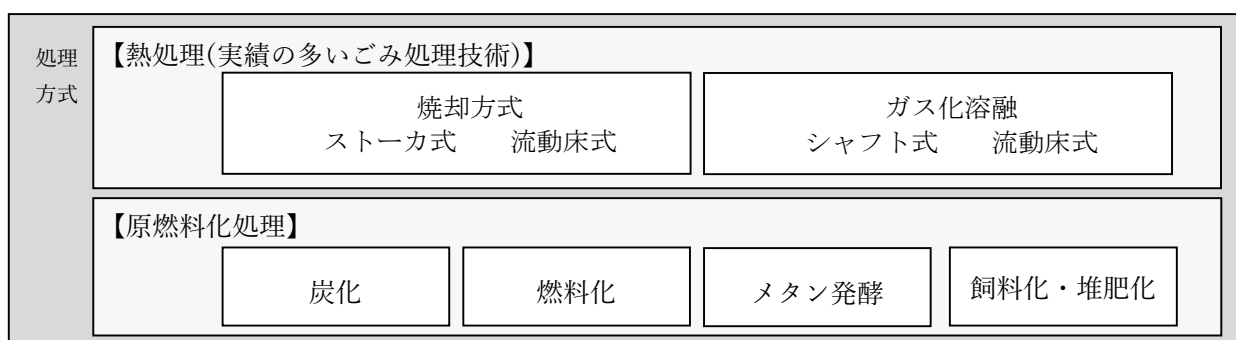 処理
方式
【熱処理(実績の多いごみ処理技術)】
焼却方式
ストーカ式　　流動床式
ガス化溶融
シャフト式　　流動床式
【原燃料化処理】
炭化
燃料化
メタン発酵
飼料化・堆肥化